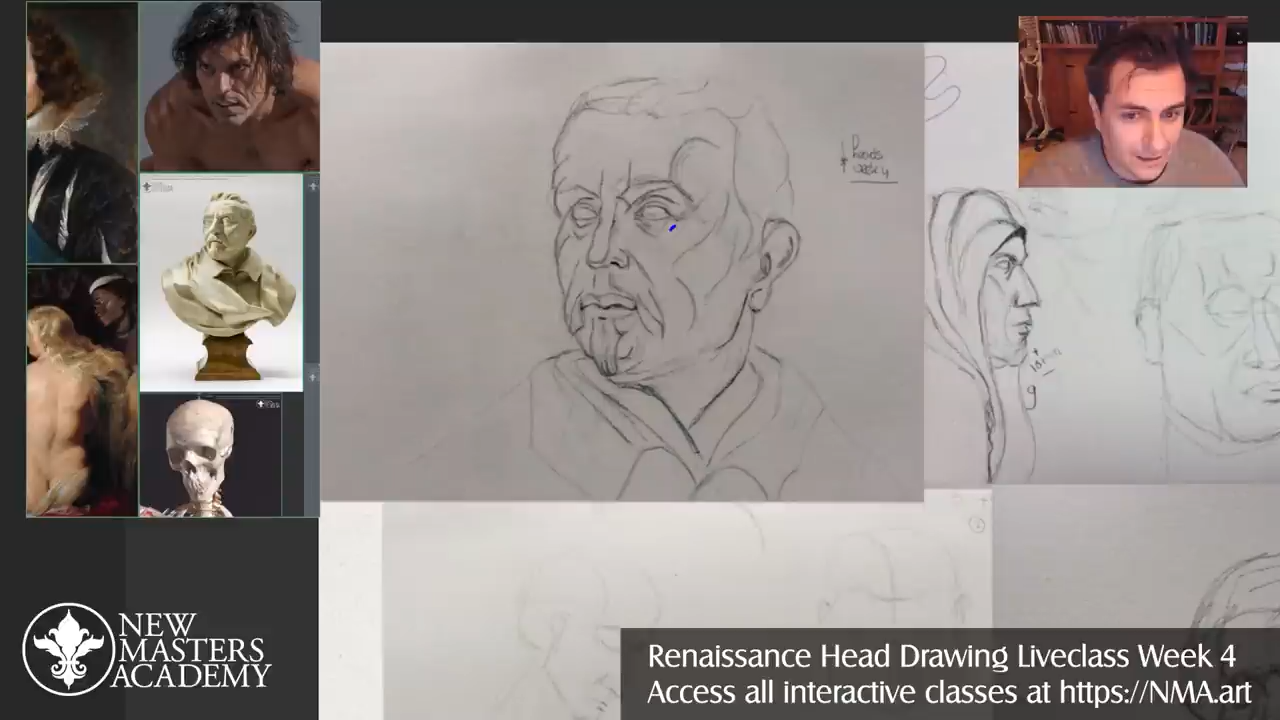 NEW
MASTERS
ACADEMY
Renaissance Head Drawing Liveclass Week 4
Access all interactive classes at https://NMA.art